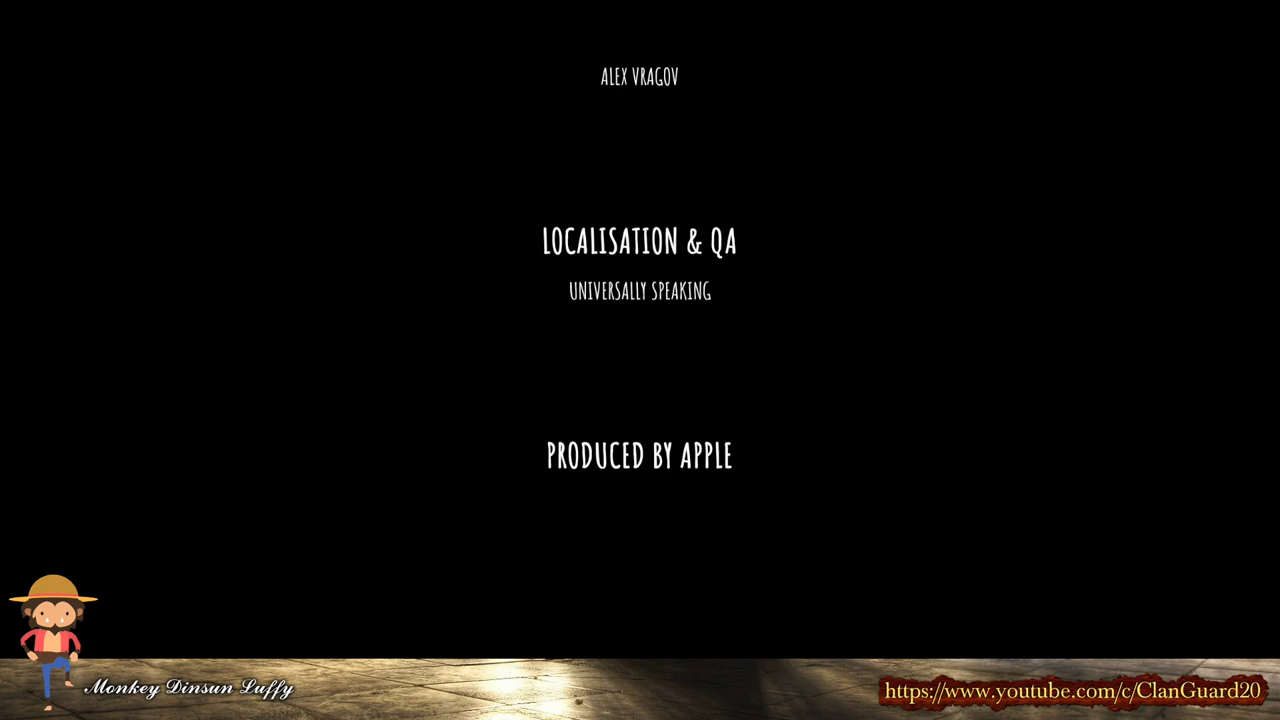 ALEX VRAGOV
LOCALISATION & QA
UNIVERSALLY SPEAKING
PRODUCED BY APPLE
Monkey Dinsun Luffy
https://www.youtube.com/c/ClanGuard20